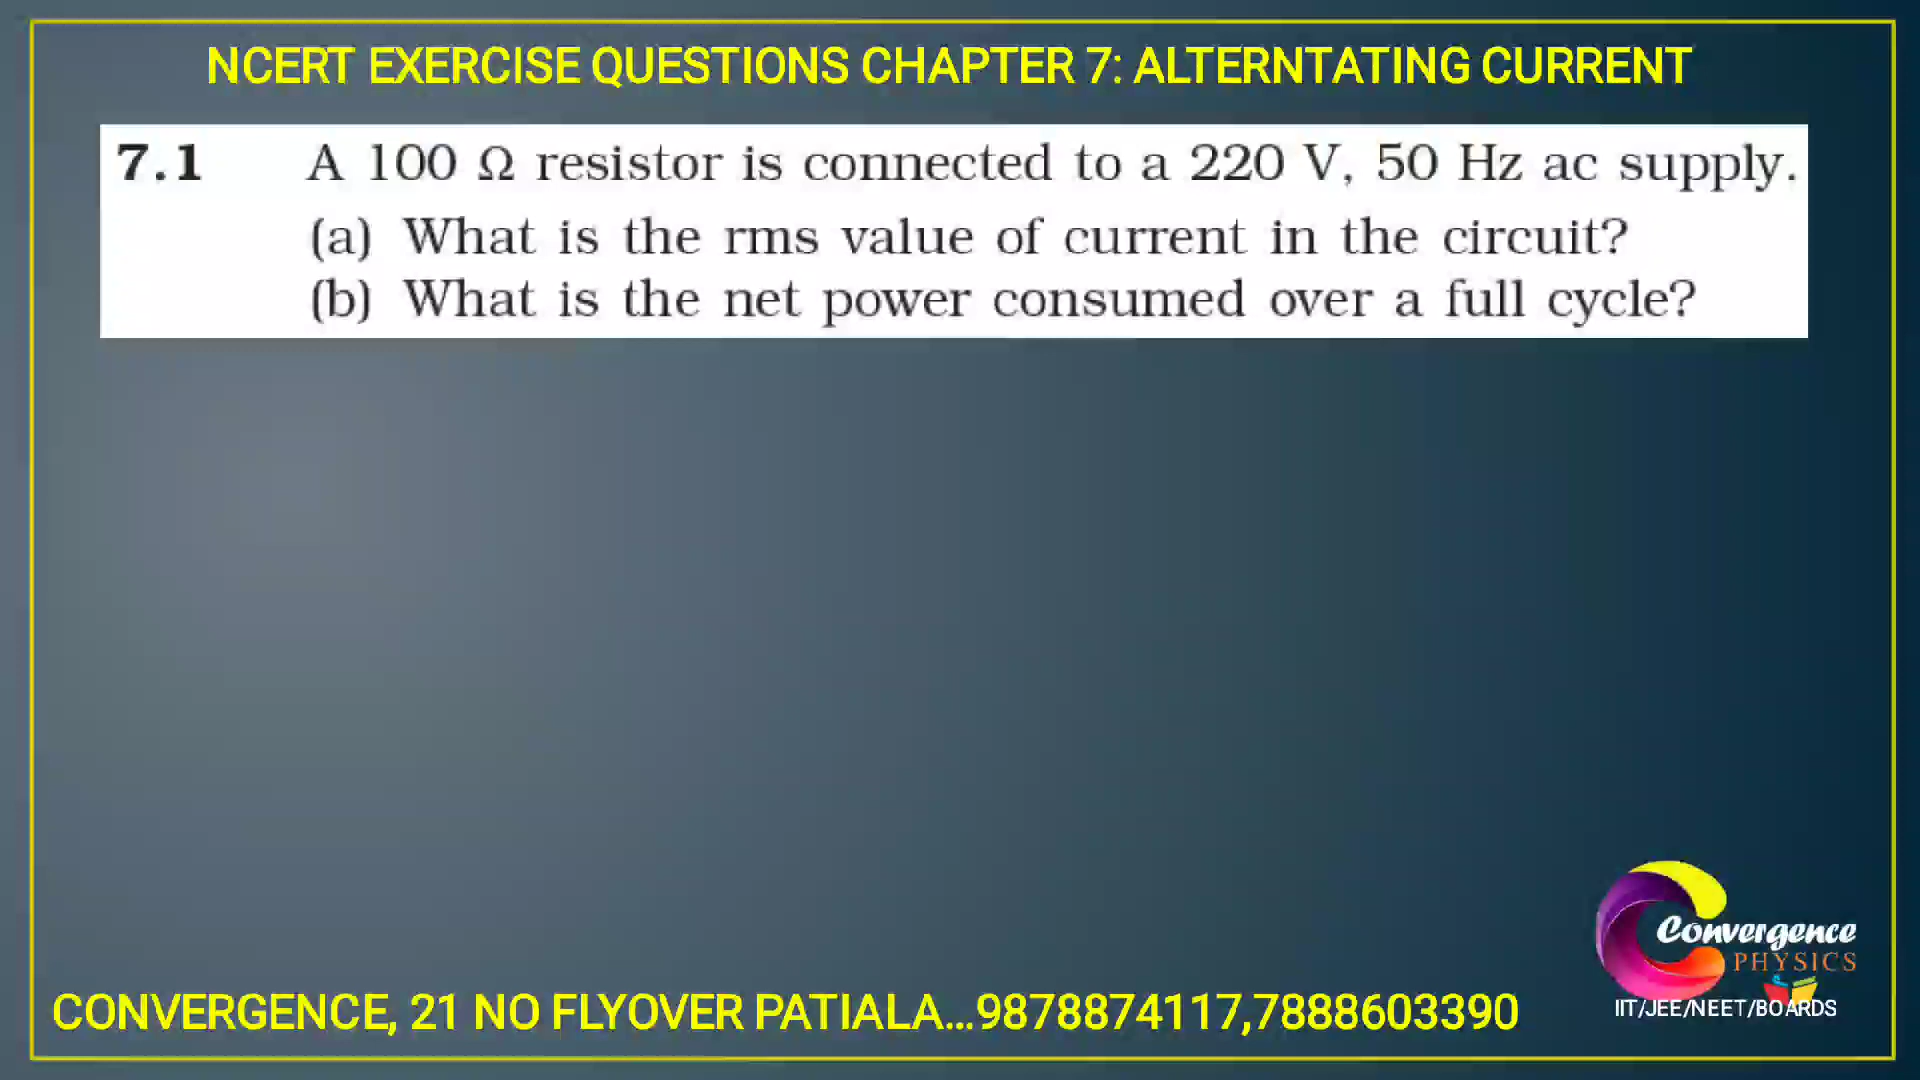 NCERT EXERCISE QUESTIONS CHAPTER 7: ALTERNTATING CURRENT
7.1 A 100 Ω resistor is connected to a 220 V, 50 Hz ac supply.
(a) What is the rms value of current in the circuit?
(b) What is the net power consumed over a full cycle?
Convergence
PHYSICS
IIT/JEE/NEET/BOARDS
CONVERGENCE, 21 NO FLYOVER PATIALA...9878874117,7888603390